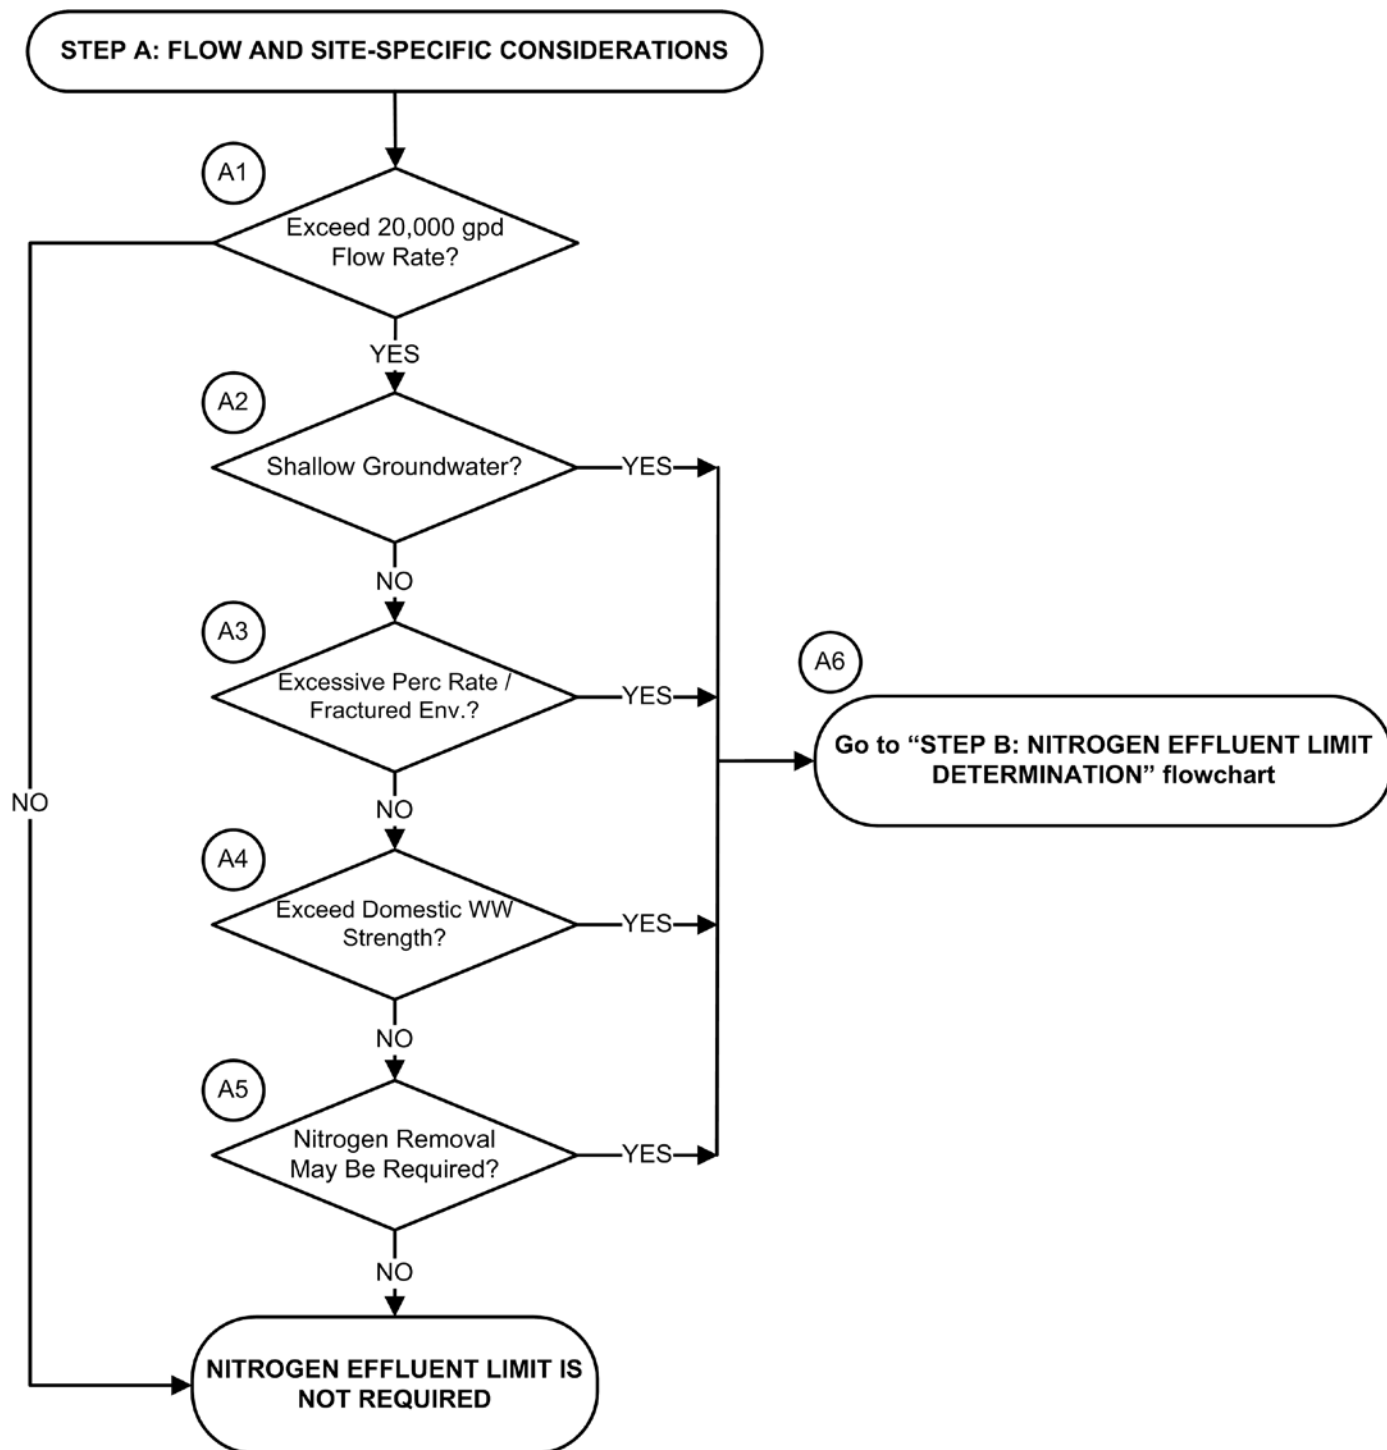 STEP A: FLOW AND SITE-SPECIFIC CONSIDERATIONS
A1
Exceed 20,000 gpd
Flow Rate?
YES
A2
Shallow Groundwater?
YES
NO
A3
Excessive Perc Rate /
Fractured Env.?
YES
A6
Go to “STEP B: NITROGEN EFFLUENT LIMIT
DETERMINATION” flowchart
NO
NO
A4
Exceed Domestic WW
Strength?
YES
NO
A5
Nitrogen Removal
May Be Required?
YES
NO
NITROGEN EFFLUENT LIMIT IS
NOT REQUIRED